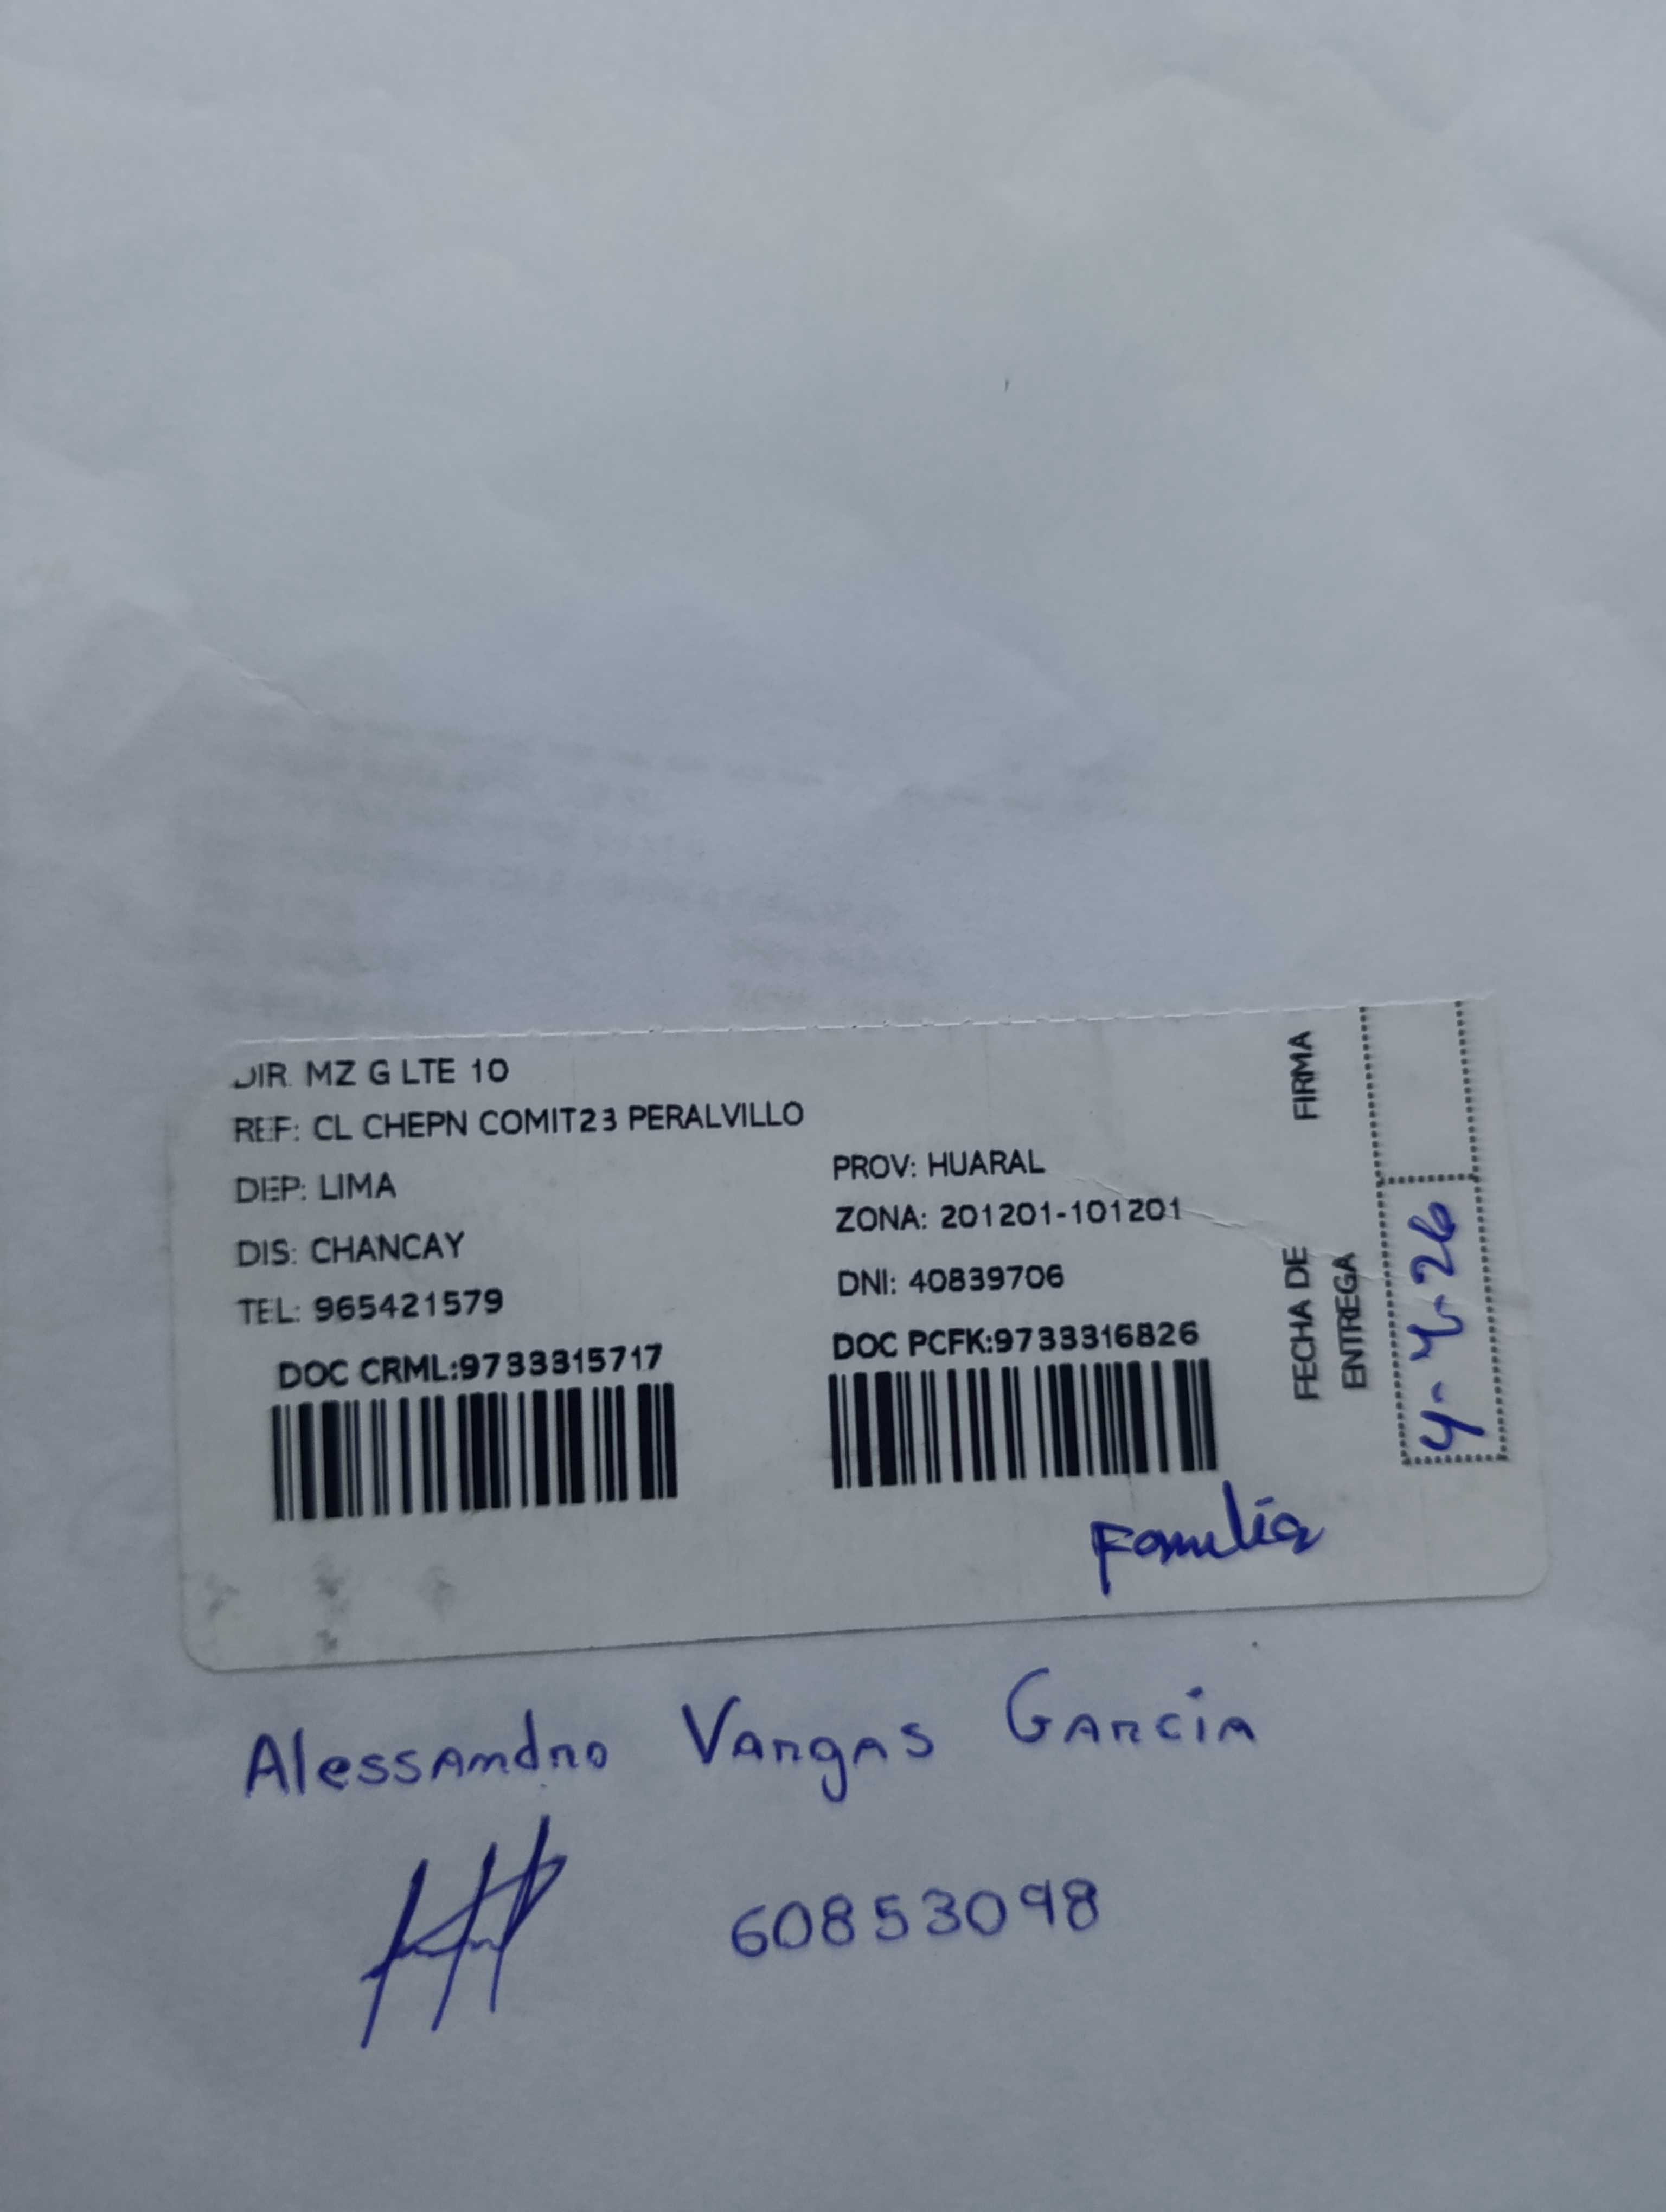 DIR. MZ G LTE 10
REF: CL CHEPN COMIT23 PERALVILLO
DEP: LIMA
PROV: HUARAL
DIS: CHANCAY
ZONA: 201201-101201
TEL: 965421579
DNI: 40839706
DOC CRML:9733315717
DOC PCFK:9733316826
FIRMA
FECHA DE
ENTREGA
4-4-26
Familia
Alessandro Vargas Garcia
60853098